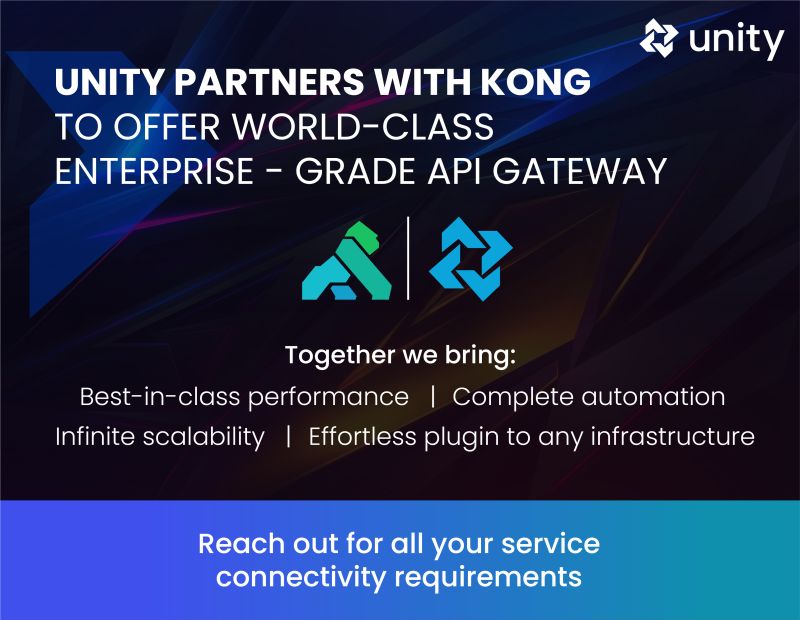 unity
UNITY PARTNERS WITH KONG
TO OFFER WORLD-CLASS
ENTERPRISE - GRADE API GATEWAY
Together we bring:
Best-in-class performance | Complete automation
Infinite scalability | Effortless plugin to any infrastructure
Reach out for all your service
connectivity requirements